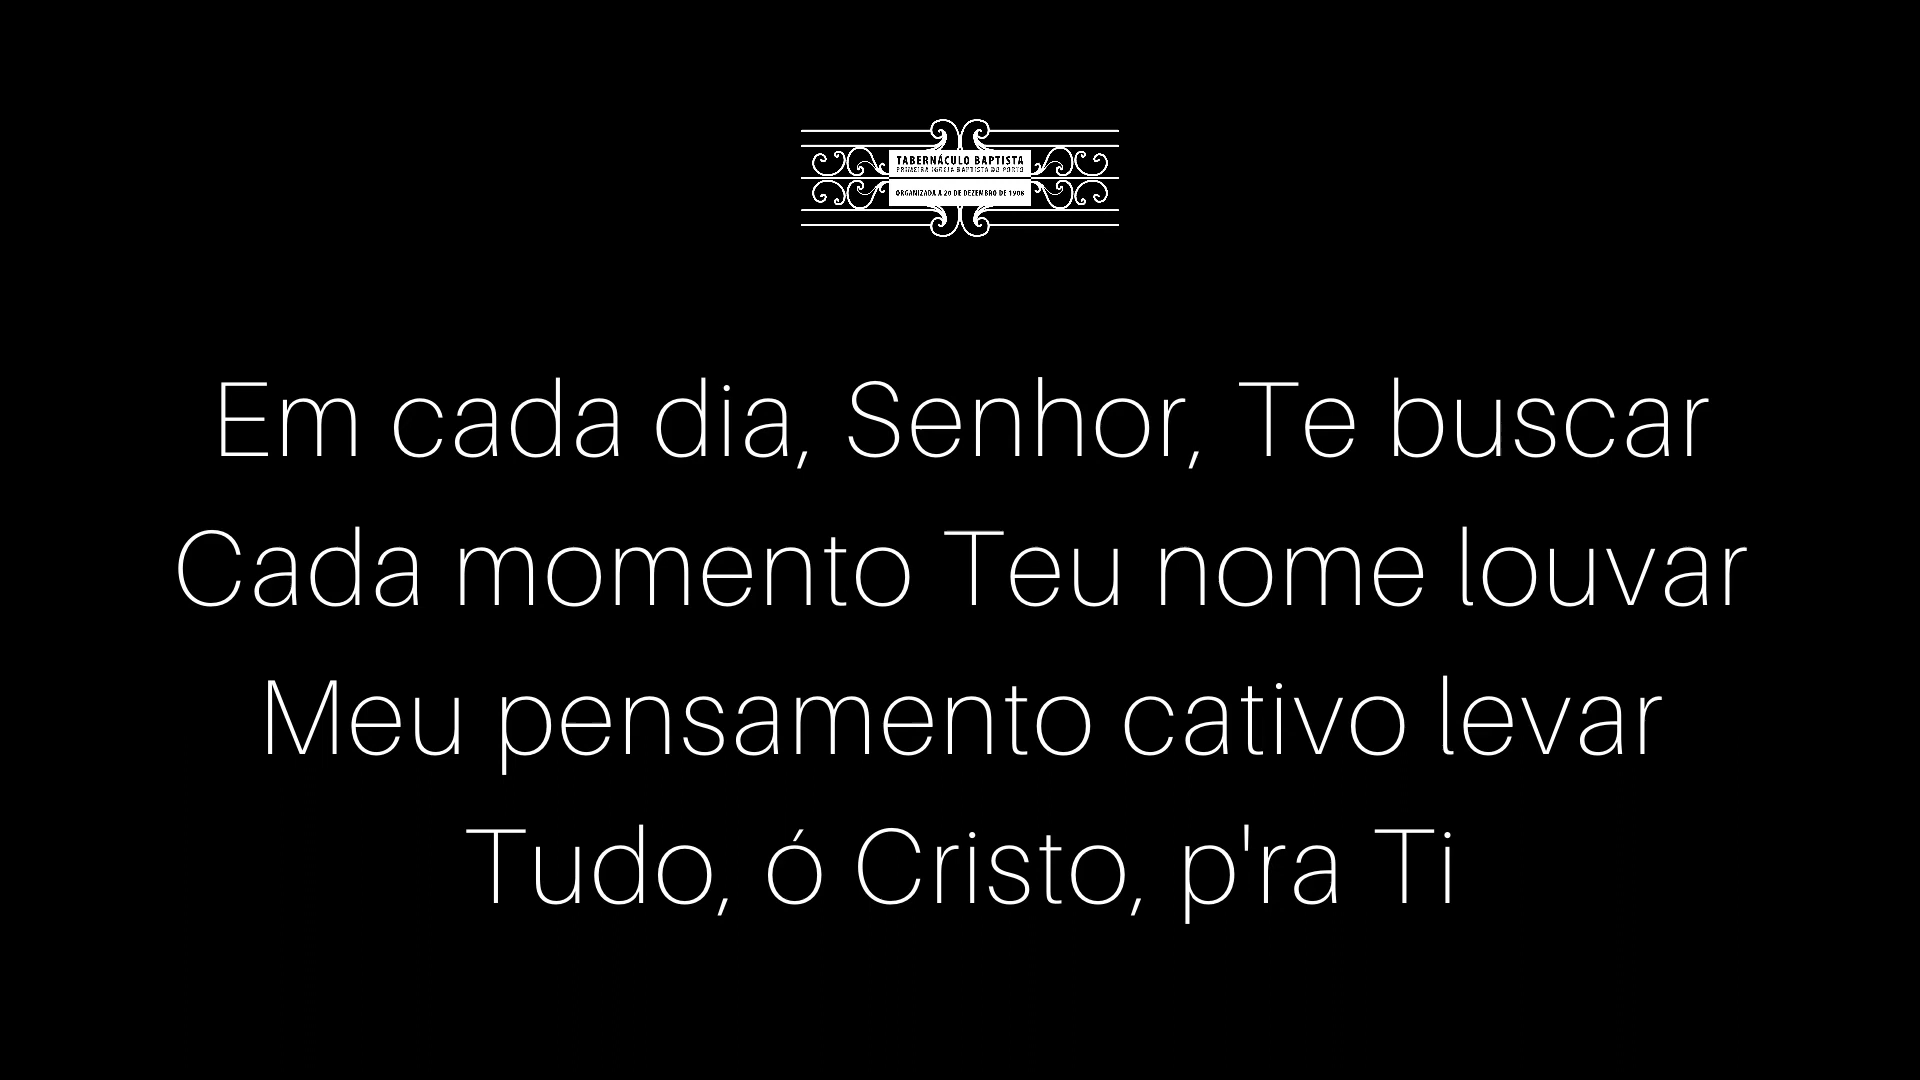 TABERNÁCULO BAPTISTA
PRIMEIRA IGREJA BAPTISTA DO PORTO
ORGANIZADA A 20 DE DEZEMBRO DE 1908
Em cada dia, Senhor, Te buscar
Cada momento Teu nome louvar
Meu pensamento cativo levar
Tudo, ó Cristo, p'ra Ti